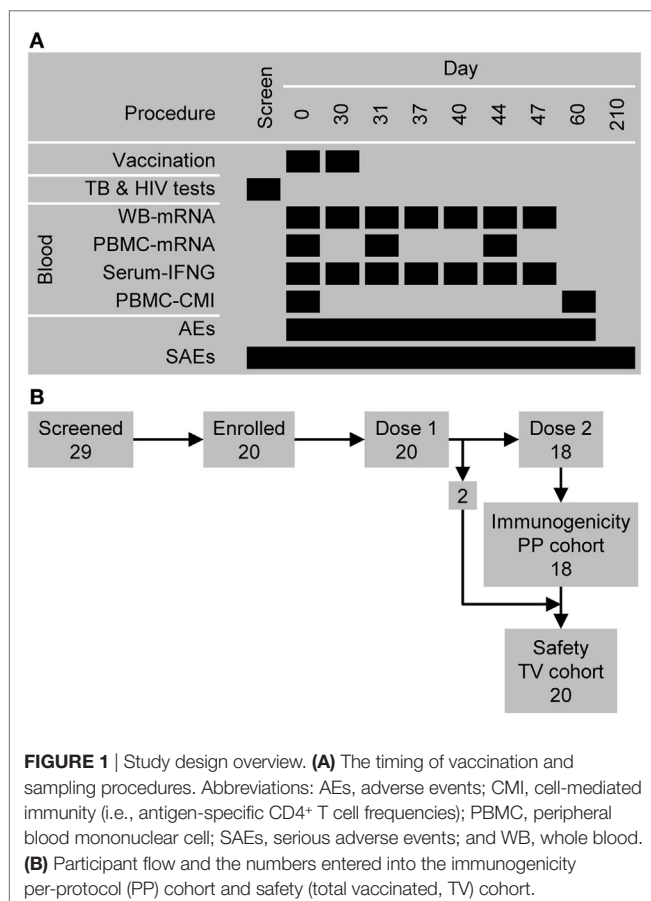 A
Day
Procedure
Screen
0
30
31
37
40
44
47
60
210
Vaccination
TB & HIV tests
Blood
WB-mRNA
PBMC-mRNA
Serum-IFNG
PBMC-CMI
AEs
SAEs
B
Screened
29
Enrolled
20
Dose 1
20
Dose 2
18
2
Immunogenicity
PP cohort
18
Safety
TV cohort
20
FIGURE 1 | Study design overview. (A) The timing of vaccination and
sampling procedures. Abbreviations: AEs, adverse events; CMI, cell-mediated
immunity (i.e., antigen-specific CD4⁺ T cell frequencies); PBMC, peripheral
blood mononuclear cell; SAEs, serious adverse events; and WB, whole blood.
(B) Participant flow and the numbers entered into the immunogenicity
per-protocol (PP) cohort and safety (total vaccinated, TV) cohort.